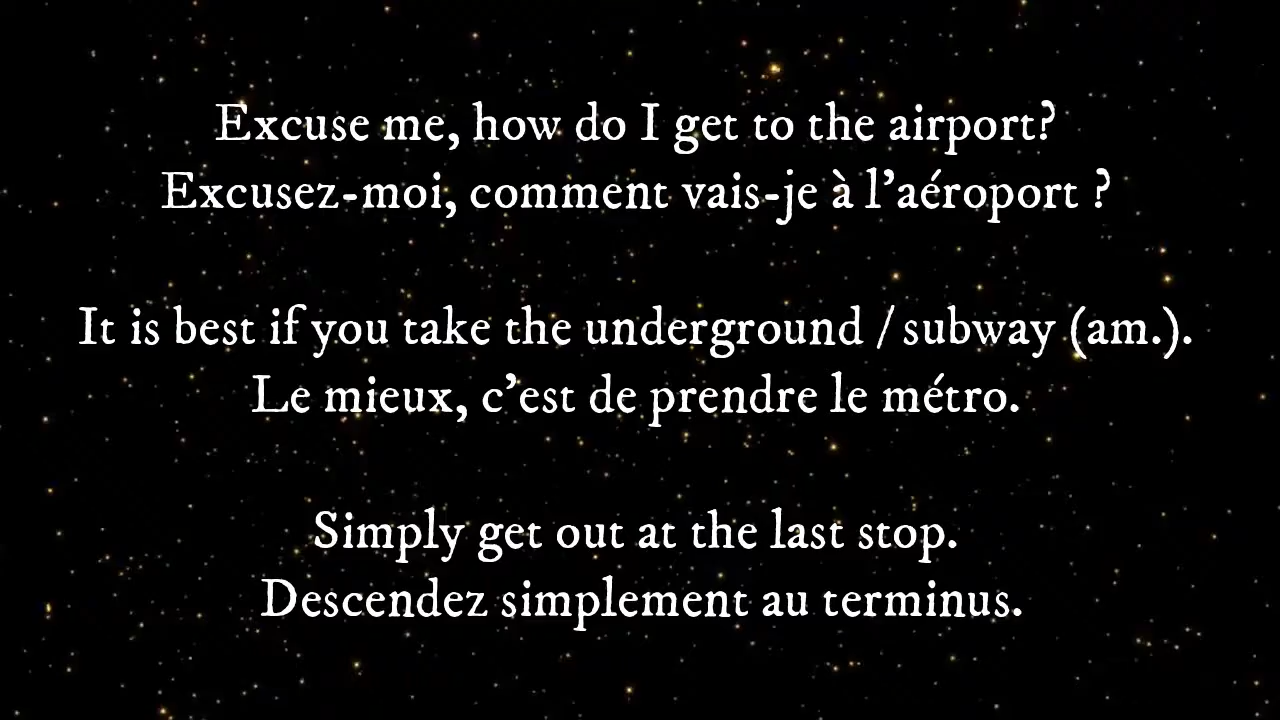 Excuse me, how do I get to the airport?
Excusez-moi, comment vais-je à l’aéroport ?
It is best if you take the underground / subway (am.).
Le mieux, c’est de prendre le métro.
Simply get out at the last stop.
Descendez simplement au terminus.